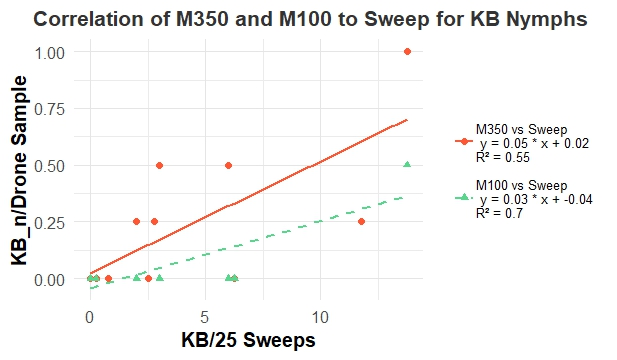 Correlation of M350 and M100 to Sweep for KB Nymphs
KB_n/Drone Sample
1.00
0.75
0.50
0.25
0.00
0
5
10
KB/25 Sweeps
M350 vs Sweep
y = 0.05 * x + 0.02
R² = 0.55
M100 vs Sweep
y = 0.03 * x + -0.04
R² = 0.7